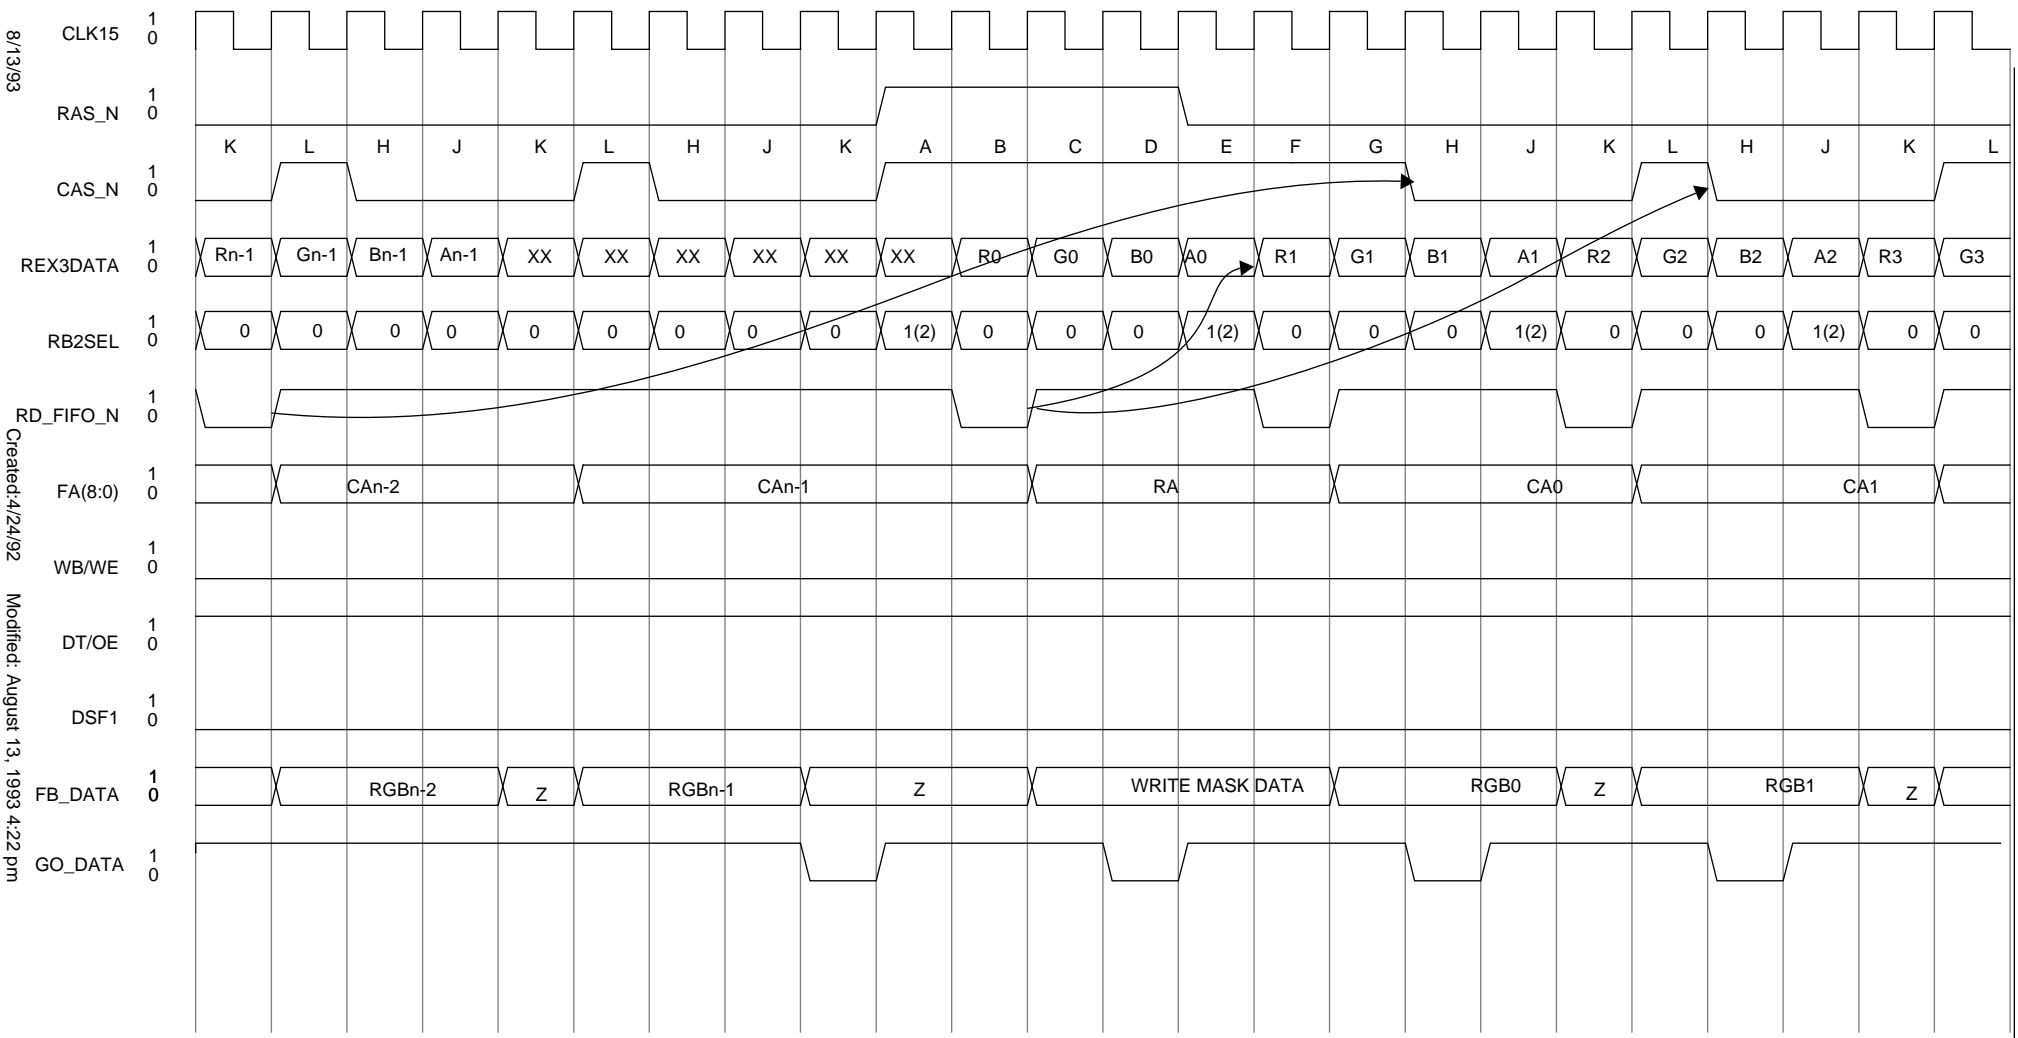 8/13/93
Created:4/24/92 Modified: August 13, 1993 4:22 pm
CLK15 1 0
RAS_N 1 0
K L H J K L H J K A B C D E F G H J K L H J K L
CAS_N 1 0
REX3DATA 1 0 Rn-1 Gn-1 Bn-1 An-1 XX XX XX XX XX XX R0 G0 B0 A0 R1 G1 B1 A1 R2 G2 B2 A2 R3 G3
RB2SEL 1 0 0 0 0 0 0 0 0 0 0 1(2) 0 0 0 1(2) 0 0 0 1(2) 0 0 0 1(2) 0 0
RD_FIFO_N 1 0
FA(8:0) 1 0 CAn-2 CAn-1 RA CA0 CA1
WB/WE 1 0
DT/OE 1 0
DSF1 1 0
FB_DATA 1 0 RGBn-2 Z RGBn-1 Z WRITE MASK DATA RGB0 Z RGB1 Z
GO_DATA 1 0